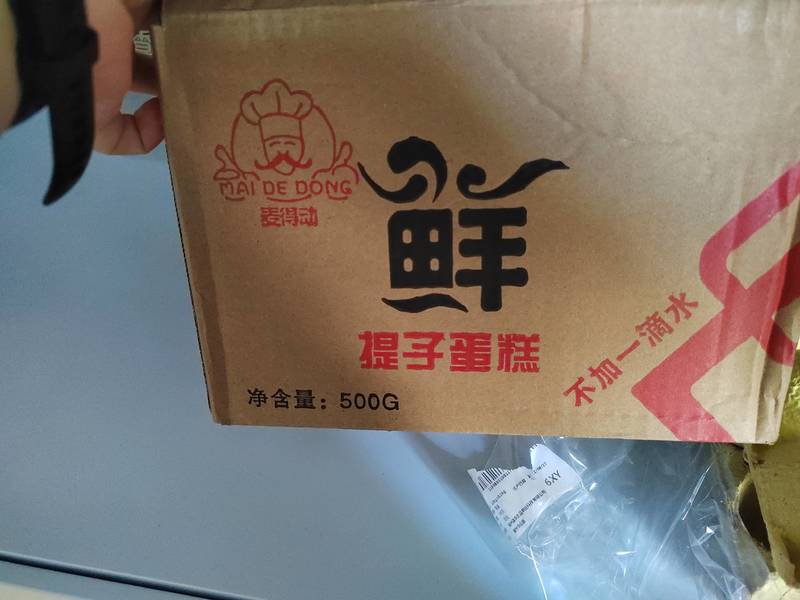 MAI DE DONG
麦得动
鲜
提子蛋糕
净含量：500G
不加一滴水
6XY